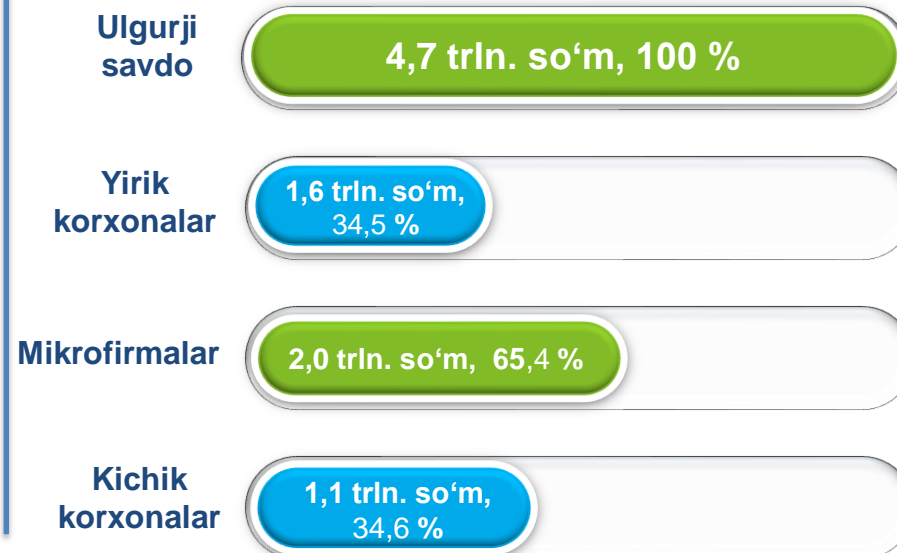 Ulgurji
savdo
4,7 trln. so‘m, 100 %
Yirik
korxonalar
1,6 trln. so‘m,
34,5 %
Mikrofirmalar
2,0 trln. so‘m, 65,4 %
Kichik
korxonalar
1,1 trln. so‘m,
34,6 %